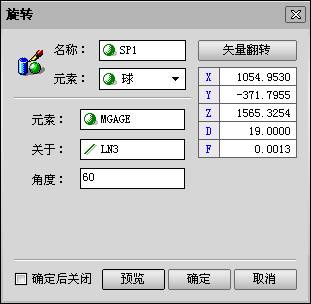 旋转
名称： SP1 矢量翻转
元素： 球
X 1054.9530
Y -371.7955
Z 1565.3254
D 19.0000
F 0.0013
元素： MGAGE
关于： LN3
角度： 60
确定后关闭 预览 确定 取消